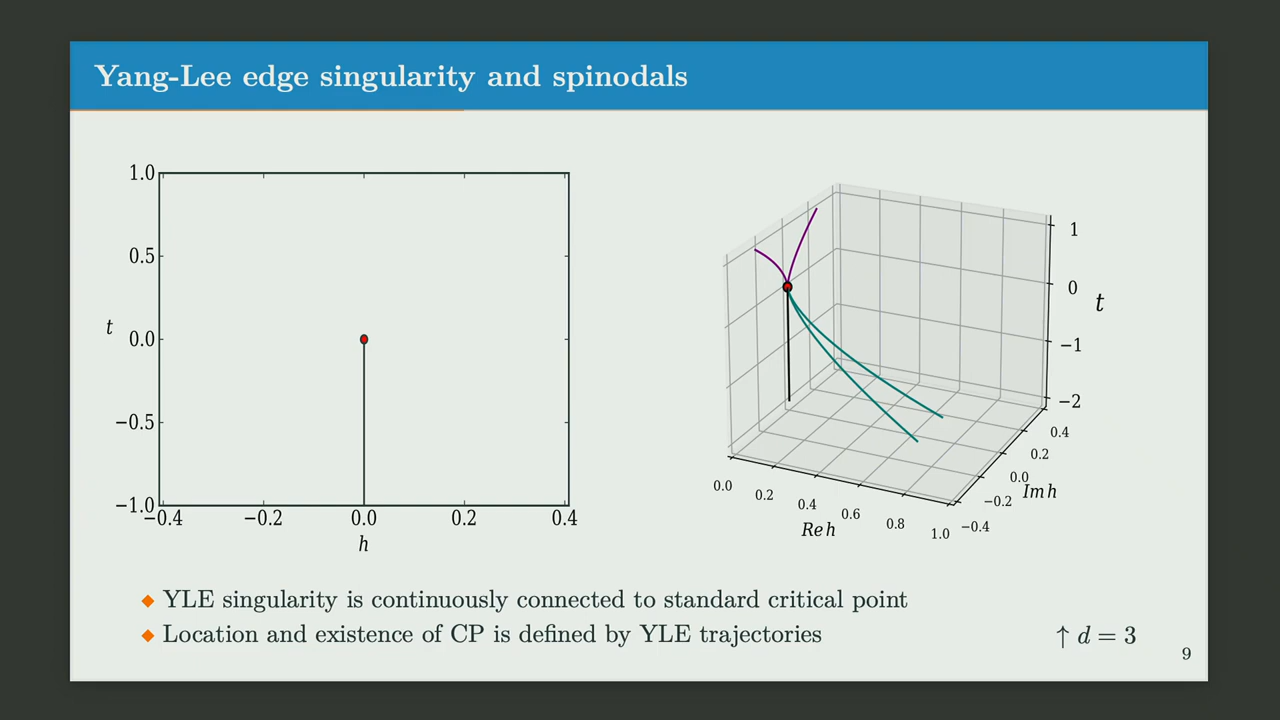 Yang-Lee edge singularity and spinodals
1.0
0.5
t
0.0
−0.5
−1.0
−0.4 −0.2 0.0 0.2 0.4
h
1
0
t
−1
−2
0.4
0.2
0.0
Im h
−0.2
−0.4
0.0 0.2 0.4 0.6 0.8 1.0
Re h
◆ YLE singularity is continuously connected to standard critical point
◆ Location and existence of CP is defined by YLE trajectories
↑ d = 3
9